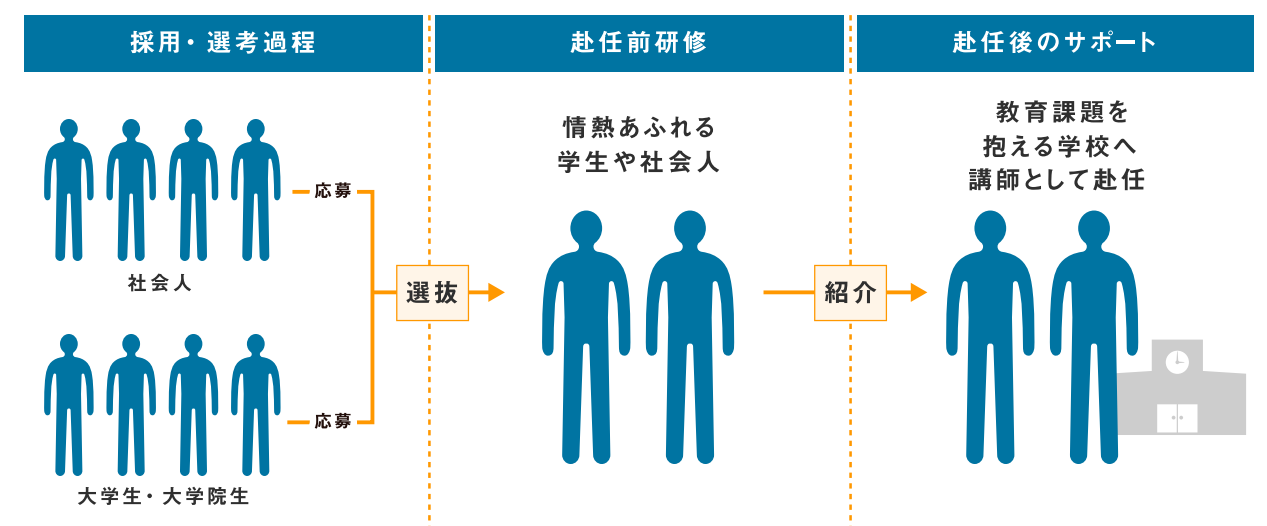 採用・選考過程
赴任前研修
赴任後のサポート
応募
社会人
応募
大学生・大学院生
選抜
情熱あふれる
学生や社会人
紹介
教育課題を
抱える学校へ
講師として赴任